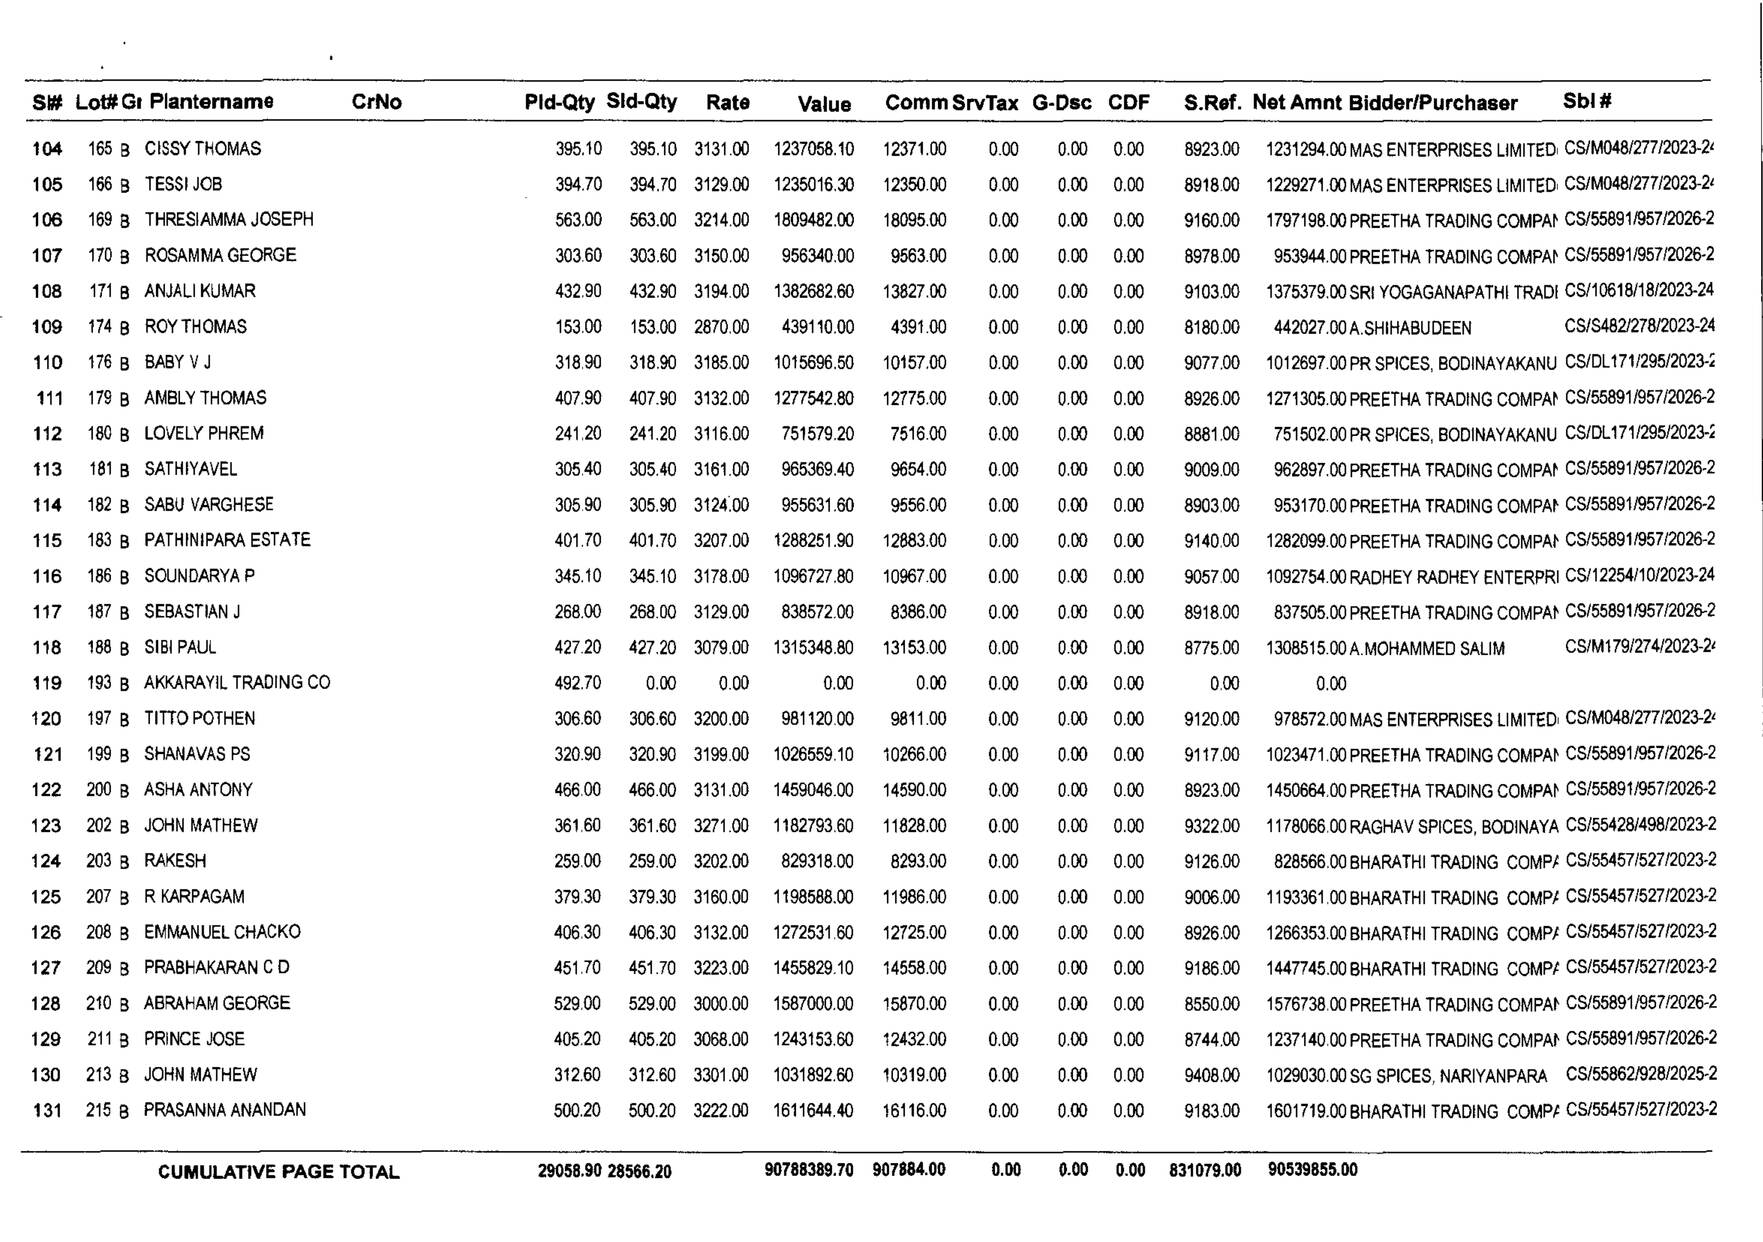 Sl# Lot# Gr Plantername CrNo Pld-Qty Sld-Qty Rate Value Comm SrvTax G-Dsc CDF S.Ref. Net Amnt Bidder/Purchaser Sbl #
104 165 B CISSY THOMAS 395.10 395.10 3131.00 1237058.10 12371.00 0.00 0.00 0.00 8923.00 1231294.00 MAS ENTERPRISES LIMITED CS/M048/277/2023-24
105 166 B TESSI JOB 394.70 394.70 3129.00 1235016.30 12350.00 0.00 0.00 0.00 8918.00 1229271.00 MAS ENTERPRISES LIMITED CS/M048/277/2023-24
106 169 B THRESIAMMA JOSEPH 563.00 563.00 3214.00 1809482.00 18095.00 0.00 0.00 0.00 9160.00 1797198.00 PREETHA TRADING COMPAN CS/55891/957/2026-2
107 170 B ROSAMMA GEORGE 303.60 303.60 3150.00 956340.00 9563.00 0.00 0.00 0.00 8978.00 953944.00 PREETHA TRADING COMPAN CS/55891/957/2026-2
108 171 B ANJALI KUMAR 432.90 432.90 3194.00 1382682.60 13827.00 0.00 0.00 0.00 9103.00 1375379.00 SRI YOGAGANAPATHI TRADI CS/10618/18/2023-24
109 174 B ROY THOMAS 153.00 153.00 2870.00 439110.00 4391.00 0.00 0.00 0.00 8180.00 442027.00 A.SHIHABUDEEN CS/S482/278/2023-24
110 176 B BABY V J 318.90 318.90 3185.00 1015696.50 10157.00 0.00 0.00 0.00 9077.00 1012697.00 PR SPICES, BODINAYAKANU CS/DL171/295/2023-2
111 179 B AMBLY THOMAS 407.90 407.90 3132.00 1277542.80 12775.00 0.00 0.00 0.00 8926.00 1271305.00 PREETHA TRADING COMPAN CS/55891/957/2026-2
112 180 B LOVELY PHREM 241.20 241.20 3116.00 751579.20 7516.00 0.00 0.00 0.00 8881.00 751502.00 PR SPICES, BODINAYAKANU CS/DL171/295/2023-2
113 181 B SATHIYAVEL 305.40 305.40 3161.00 965369.40 9654.00 0.00 0.00 0.00 9009.00 962897.00 PREETHA TRADING COMPAN CS/55891/957/2026-2
114 182 B SABU VARGHESE 305.90 305.90 3124.00 955631.60 9556.00 0.00 0.00 0.00 8903.00 953170.00 PREETHA TRADING COMPAN CS/55891/957/2026-2
115 183 B PATHINIPARA ESTATE 401.70 401.70 3207.00 1288251.90 12883.00 0.00 0.00 0.00 9140.00 1282099.00 PREETHA TRADING COMPAN CS/55891/957/2026-2
116 186 B SOUNDARYA P 345.10 345.10 3178.00 1096727.80 10967.00 0.00 0.00 0.00 9057.00 1092754.00 RADHEY RADHEY ENTERPRI CS/12254/10/2023-24
117 187 B SEBASTIAN J 268.00 268.00 3129.00 838572.00 8386.00 0.00 0.00 0.00 8918.00 837505.00 PREETHA TRADING COMPAN CS/55891/957/2026-2
118 188 B SIBI PAUL 427.20 427.20 3079.00 1315348.80 13153.00 0.00 0.00 0.00 8775.00 1308515.00 A.MOHAMMED SALIM CS/M179/274/2023-24
119 193 B AKKARAYIL TRADING CO 492.70 0.00 0.00 0.00 0.00 0.00 0.00 0.00 0.00 0.00
120 197 B TITTO POTHEN 306.60 306.60 3200.00 981120.00 9811.00 0.00 0.00 0.00 9120.00 978572.00 MAS ENTERPRISES LIMITED CS/M048/277/2023-24
121 199 B SHANAVAS PS 320.90 320.90 3199.00 1026559.10 10266.00 0.00 0.00 0.00 9117.00 1023471.00 PREETHA TRADING COMPAN CS/55891/957/2026-2
122 200 B ASHA ANTONY 466.00 466.00 3131.00 1459046.00 14590.00 0.00 0.00 0.00 8923.00 1450664.00 PREETHA TRADING COMPAN CS/55891/957/2026-2
123 202 B JOHN MATHEW 361.60 361.60 3271.00 1182793.60 11828.00 0.00 0.00 0.00 9322.00 1178066.00 RAGHAV SPICES, BODINAYA CS/55428/498/2023-2
124 203 B RAKESH 259.00 259.00 3202.00 829318.00 8293.00 0.00 0.00 0.00 9126.00 828566.00 BHARATHI TRADING COMPA CS/55457/527/2023-2
125 207 B R KARPAGAM 379.30 379.30 3160.00 1198588.00 11986.00 0.00 0.00 0.00 9006.00 1193361.00 BHARATHI TRADING COMPA CS/55457/527/2023-2
126 208 B EMMANUEL CHACKO 406.30 406.30 3132.00 1272531.60 12725.00 0.00 0.00 0.00 8926.00 1266353.00 BHARATHI TRADING COMPA CS/55457/527/2023-2
127 209 B PRABHAKARAN C D 451.70 451.70 3223.00 1455829.10 14558.00 0.00 0.00 0.00 9186.00 1447745.00 BHARATHI TRADING COMPA CS/55457/527/2023-2
128 210 B ABRAHAM GEORGE 529.00 529.00 3000.00 1587000.00 15870.00 0.00 0.00 0.00 8550.00 1576738.00 PREETHA TRADING COMPAN CS/55891/957/2026-2
129 211 B PRINCE JOSE 405.20 405.20 3068.00 1243153.60 12432.00 0.00 0.00 0.00 8744.00 1237140.00 PREETHA TRADING COMPAN CS/55891/957/2026-2
130 213 B JOHN MATHEW 312.60 312.60 3301.00 1031892.60 10319.00 0.00 0.00 0.00 9408.00 1029030.00 SG SPICES, NARIYANPARA CS/55862/928/2025-2
131 215 B PRASANNA ANANDAN 500.20 500.20 3222.00 1611644.40 16116.00 0.00 0.00 0.00 9183.00 1601719.00 BHARATHI TRADING COMPA CS/55457/527/2023-2
CUMULATIVE PAGE TOTAL 29058.90 28566.20 90788389.70 907884.00 0.00 0.00 0.00 831079.00 90539855.00